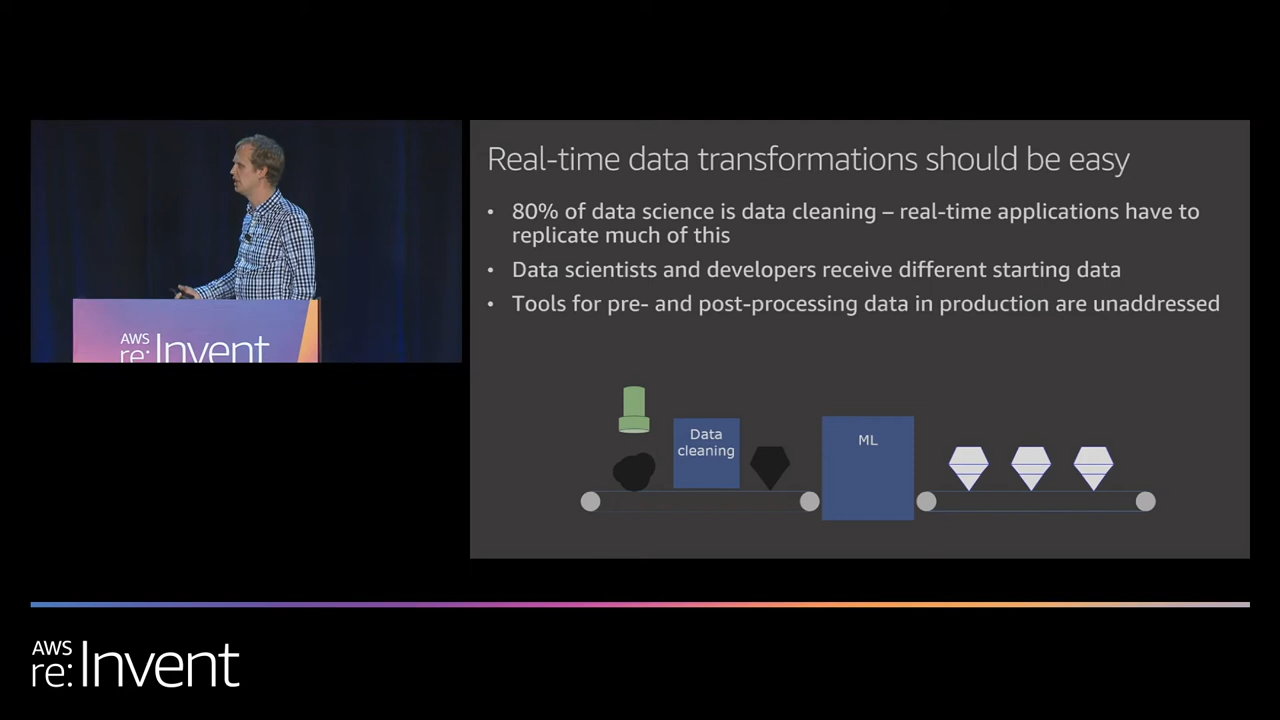 Real-time data transformations should be easy
• 80% of data science is data cleaning – real-time applications have to
replicate much of this
• Data scientists and developers receive different starting data
• Tools for pre- and post-processing data in production are unaddressed
Data
cleaning
ML
AWS
re:Invent
AWS
re:Invent